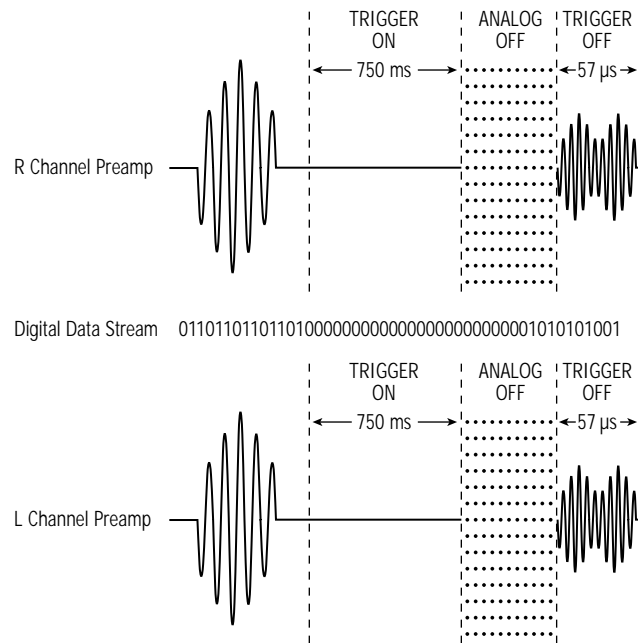 TRIGGER ON
ANALOG OFF
TRIGGER OFF
750 ms
57 µs
R Channel Preamp
Digital Data Stream 0110110110110100000000000000000000000001010101001
TRIGGER ON
ANALOG OFF
TRIGGER OFF
750 ms
57 µs
L Channel Preamp